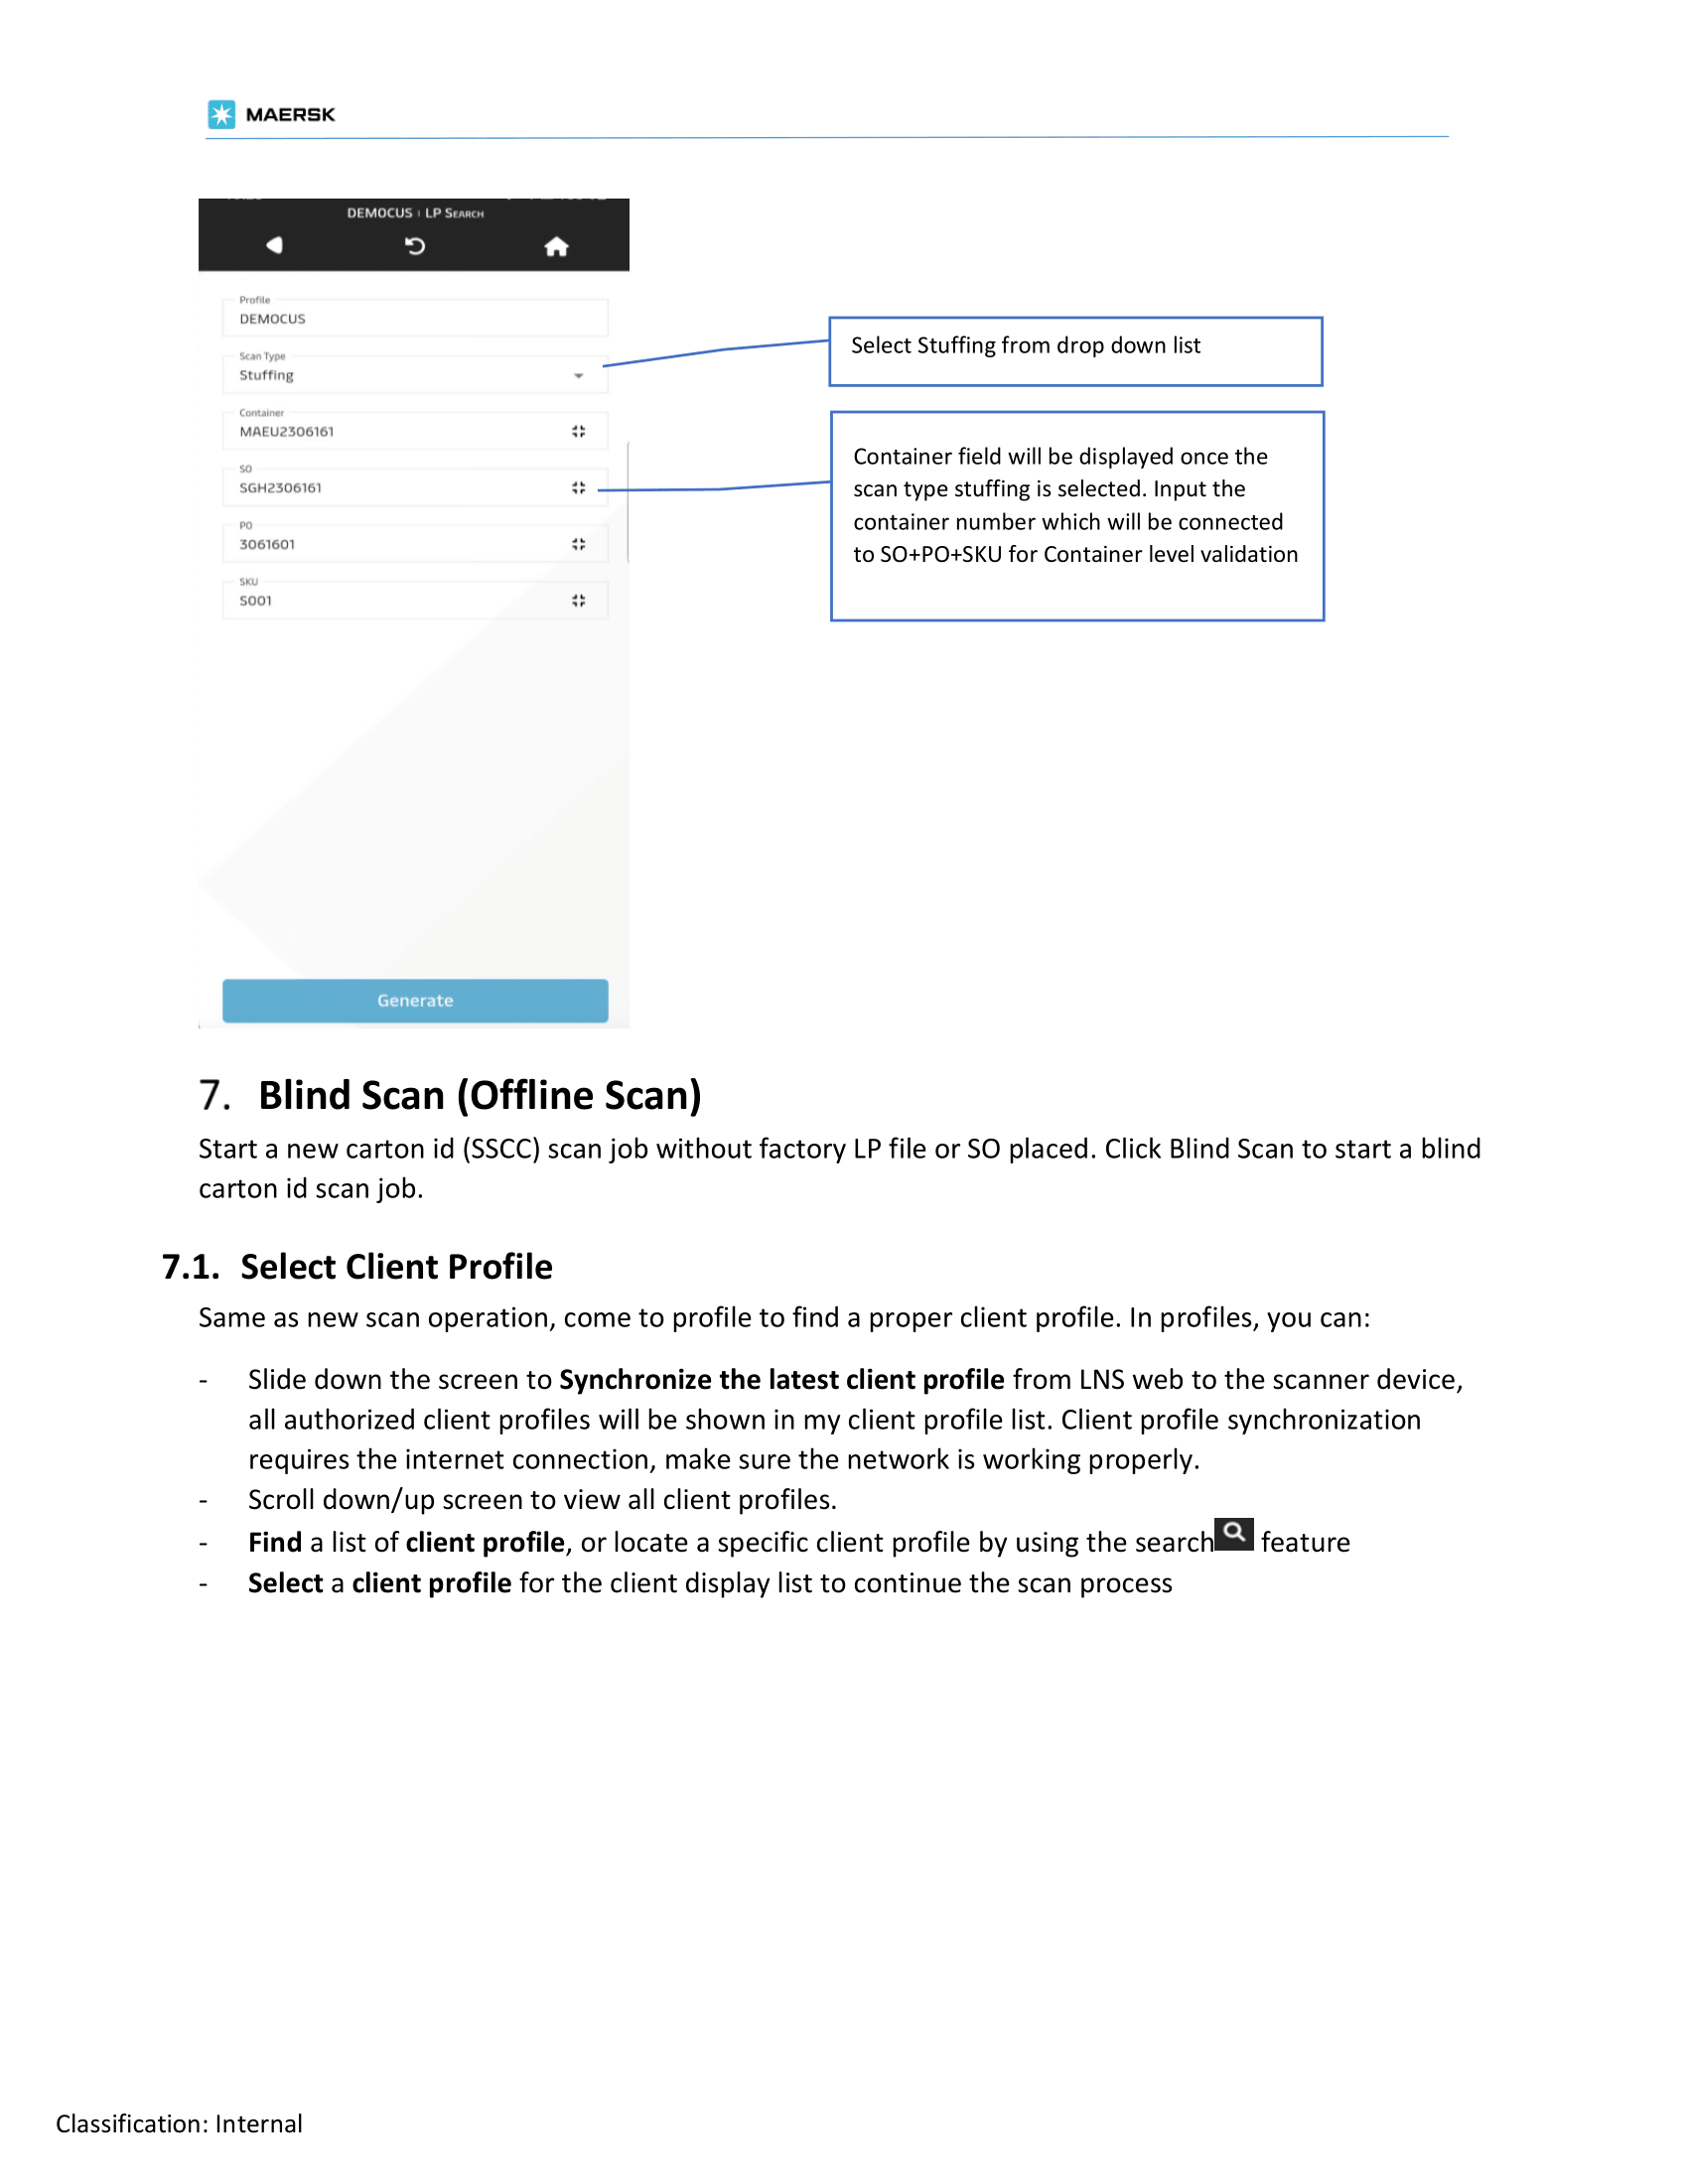 MAERSK
DEMOCUS | LP SEARCH
Profile
DEMOCUS
Scan Type
Stuffing
Container
MAEU2306161
SO
SGH2306161
PO
3061601
SKU
S001
Generate
Select Stuffing from drop down list
Container field will be displayed once the
scan type stuffing is selected. Input the
container number which will be connected
to SO+PO+SKU for Container level validation
7. Blind Scan (Offline Scan)
Start a new carton id (SSCC) scan job without factory LP file or SO placed. Click Blind Scan to start a blind
carton id scan job.
7.1. Select Client Profile
Same as new scan operation, come to profile to find a proper client profile. In profiles, you can:
- Slide down the screen to Synchronize the latest client profile from LNS web to the scanner device,
all authorized client profiles will be shown in my client profile list. Client profile synchronization
requires the internet connection, make sure the network is working properly.
- Scroll down/up screen to view all client profiles.
- Find a list of client profile, or locate a specific client profile by using the search feature
- Select a client profile for the client display list to continue the scan process
Classification: Internal